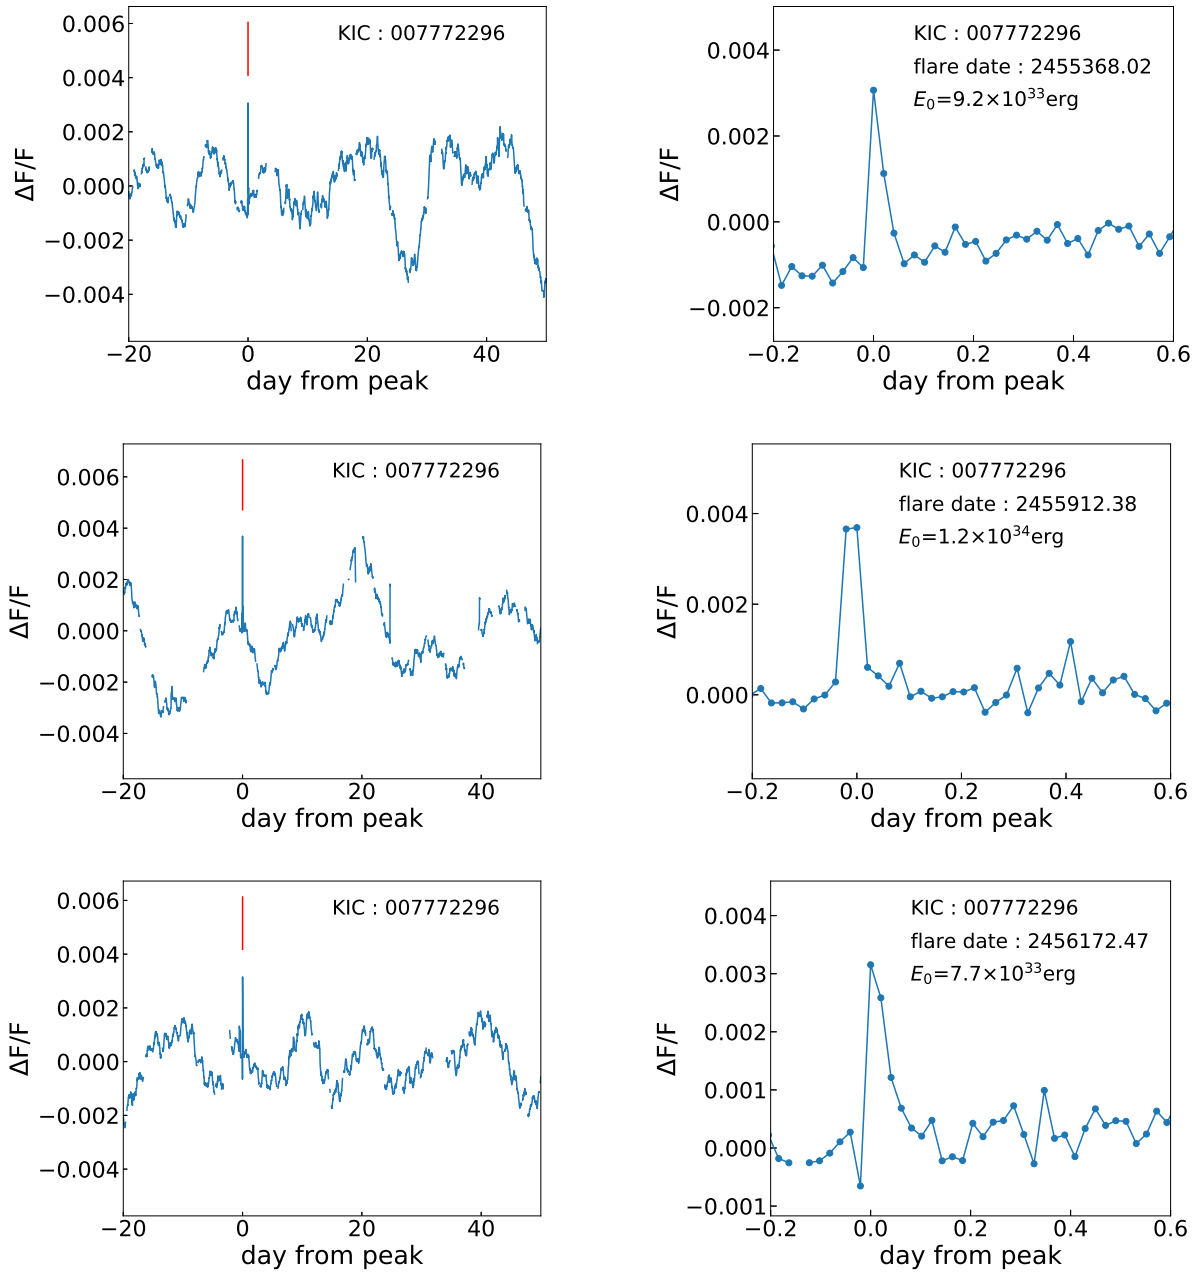 0.006
0.004
0.002
0.000
−0.002
−0.004
ΔF/F
KIC : 007772296
−20
0
20
40
day from peak
0.004
0.002
0.000
−0.002
ΔF/F
KIC : 007772296
flare date : 2455368.02
E₀=9.2×10³³erg
−0.2
0.0
0.2
0.4
0.6
day from peak
0.006
0.004
0.002
0.000
−0.002
−0.004
ΔF/F
KIC : 007772296
−20
0
20
40
day from peak
0.004
0.002
0.000
ΔF/F
KIC : 007772296
flare date : 2455912.38
E₀=1.2×10³⁴erg
−0.2
0.0
0.2
0.4
0.6
day from peak
0.006
0.004
0.002
0.000
−0.002
−0.004
ΔF/F
KIC : 007772296
−20
0
20
40
day from peak
0.004
0.003
0.002
0.001
0.000
−0.001
ΔF/F
KIC : 007772296
flare date : 2456172.47
E₀=7.7×10³³erg
−0.2
0.0
0.2
0.4
0.6
day from peak